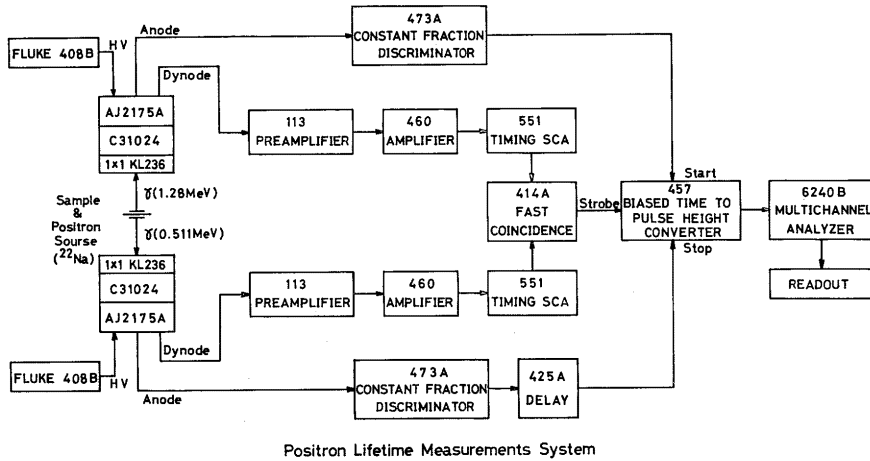 473A
CONSTANT FRACTION
DISCRIMINATOR
Anode
FLUKE 408B
HV
Dynode
AJ2175A
C31024
1×1 KL236
113
PREAMPLIFIER
460
AMPLIFIER
551
TIMING SCA
γ(1.28MeV)
Sample
&
Positron
Sourse
(²²Na)
γ(0.511MeV)
414A
FAST
COINCIDENCE
Strobe
Start
457
BIASED TIME TO
PULSE HEIGHT
CONVERTER
Stop
6240B
MULTICHANNEL
ANALYZER
READOUT
1×1 KL236
C31024
AJ2175A
113
PREAMPLIFIER
460
AMPLIFIER
551
TIMING SCA
Dynode
FLUKE 408B
HV
Anode
473A
CONSTANT FRACTION
DISCRIMINATOR
425A
DELAY
Positron Lifetime Measurements System